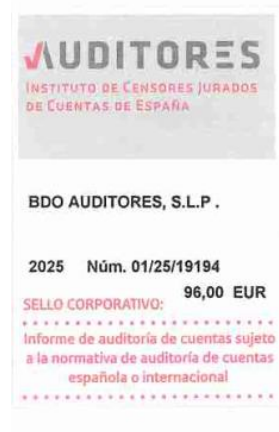 AUDITORES
INSTITUTO DE CENSORES JURADOS
DE CUENTAS DE ESPAÑA
BDO AUDITORES, S.L.P .
2025 Núm. 01/25/19194
96,00 EUR
SELLO CORPORATIVO:
Informe de auditoría de cuentas sujeto
a la normativa de auditoría de cuentas
española o internacional